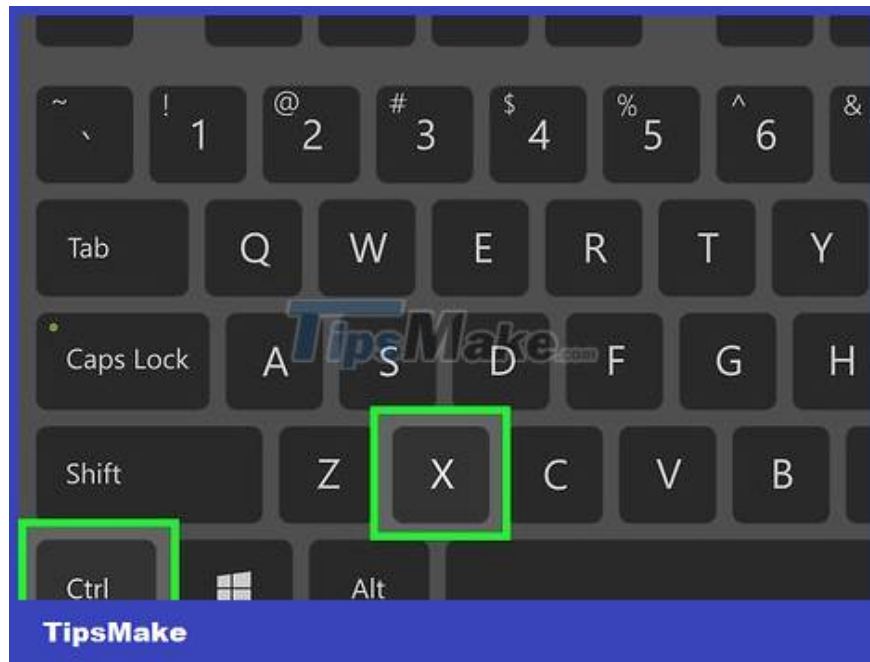 ~ ! @ # $ % ^ &
` 1 2 3 4 5 6
Tab Q W E R T Y
TipsMake.com
Caps Lock A S D F G H
Shift Z X C V B
Ctrl Alt
TipsMake